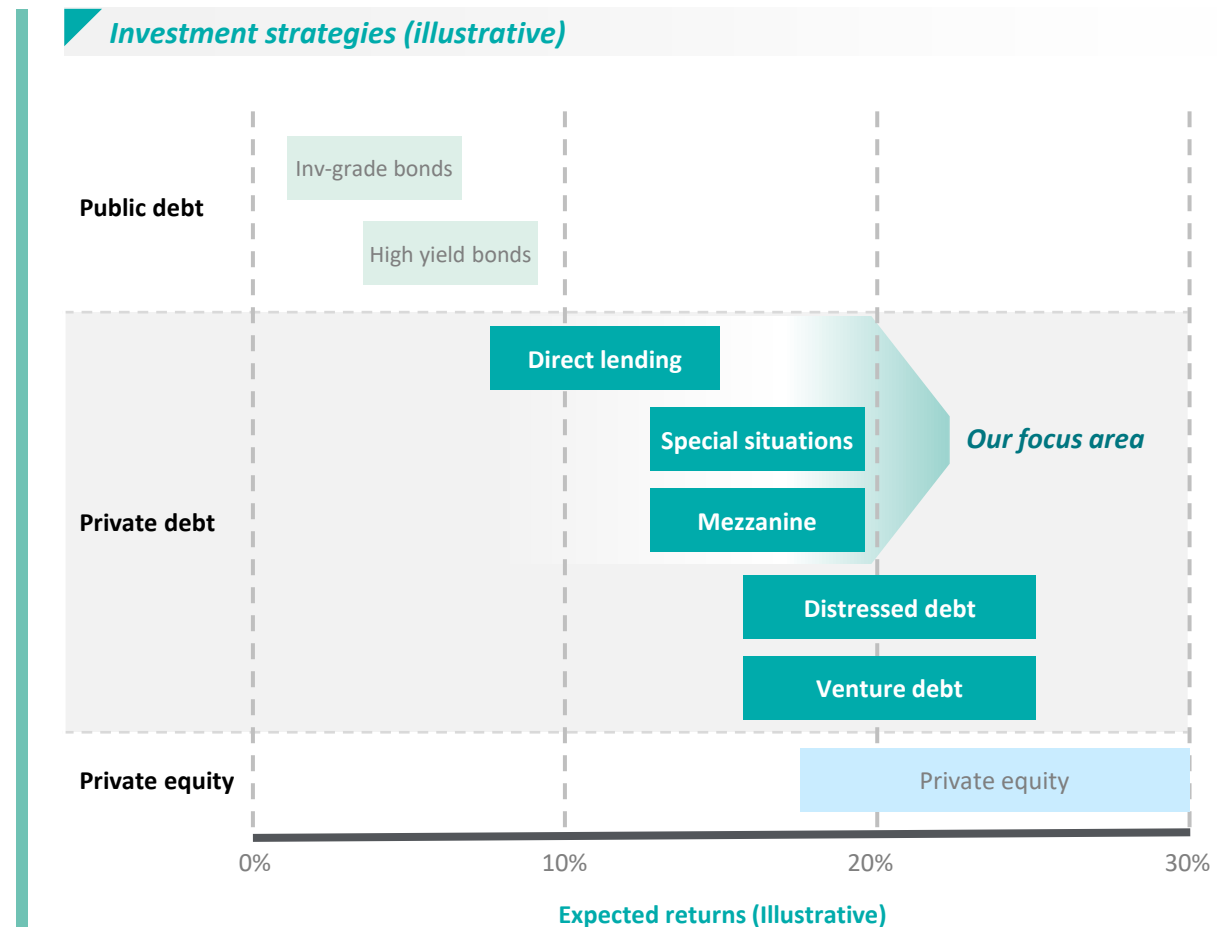 Investment strategies (illustrative)
Public debt
Inv-grade bonds
High yield bonds
Private debt
Direct lending
Special situations
Our focus area
Mezzanine
Distressed debt
Venture debt
Private equity
Private equity
0%
10%
20%
30%
Expected returns (Illustrative)